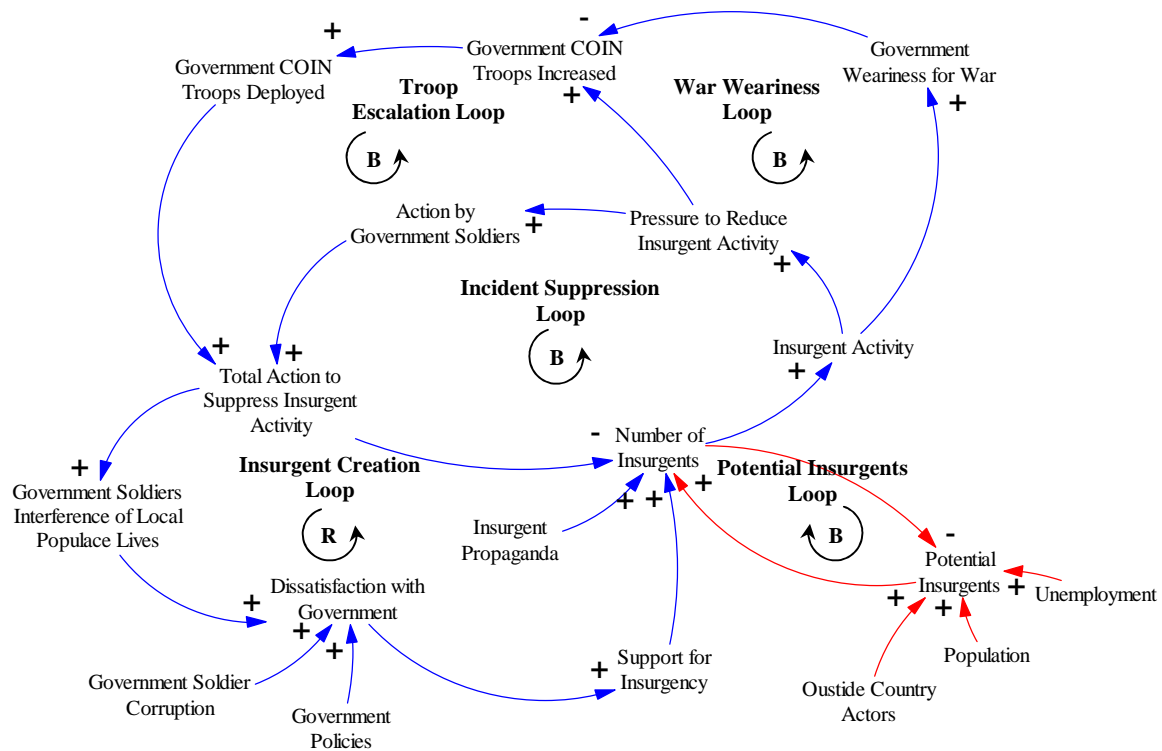 +
-
Government COIN
Troops Increased
+
Government COIN
Troops Deployed
Government
Weariness for War
+
Troop
Escalation Loop
B
War Weariness
Loop
B
Action by
Government Soldiers
+
Pressure to Reduce
Insurgent Activity
+
Incident Suppression
Loop
B
Insurgent Activity
+
+
+
Total Action to
Suppress Insurgent
Activity
-
Number of
Insurgents
+
+
+
Insurgent Creation
Loop
R
Potential Insurgents
Loop
B
+
Government Soldiers
Interference of Local
Populace Lives
Insurgent
Propaganda
-
Potential
Insurgents
+
+
+
Unemployment
Dissatisfaction with
Government
+
+
+
Population
Government Soldier
Corruption
Government
Policies
+
Support for
Insurgency
Oustide Country
Actors